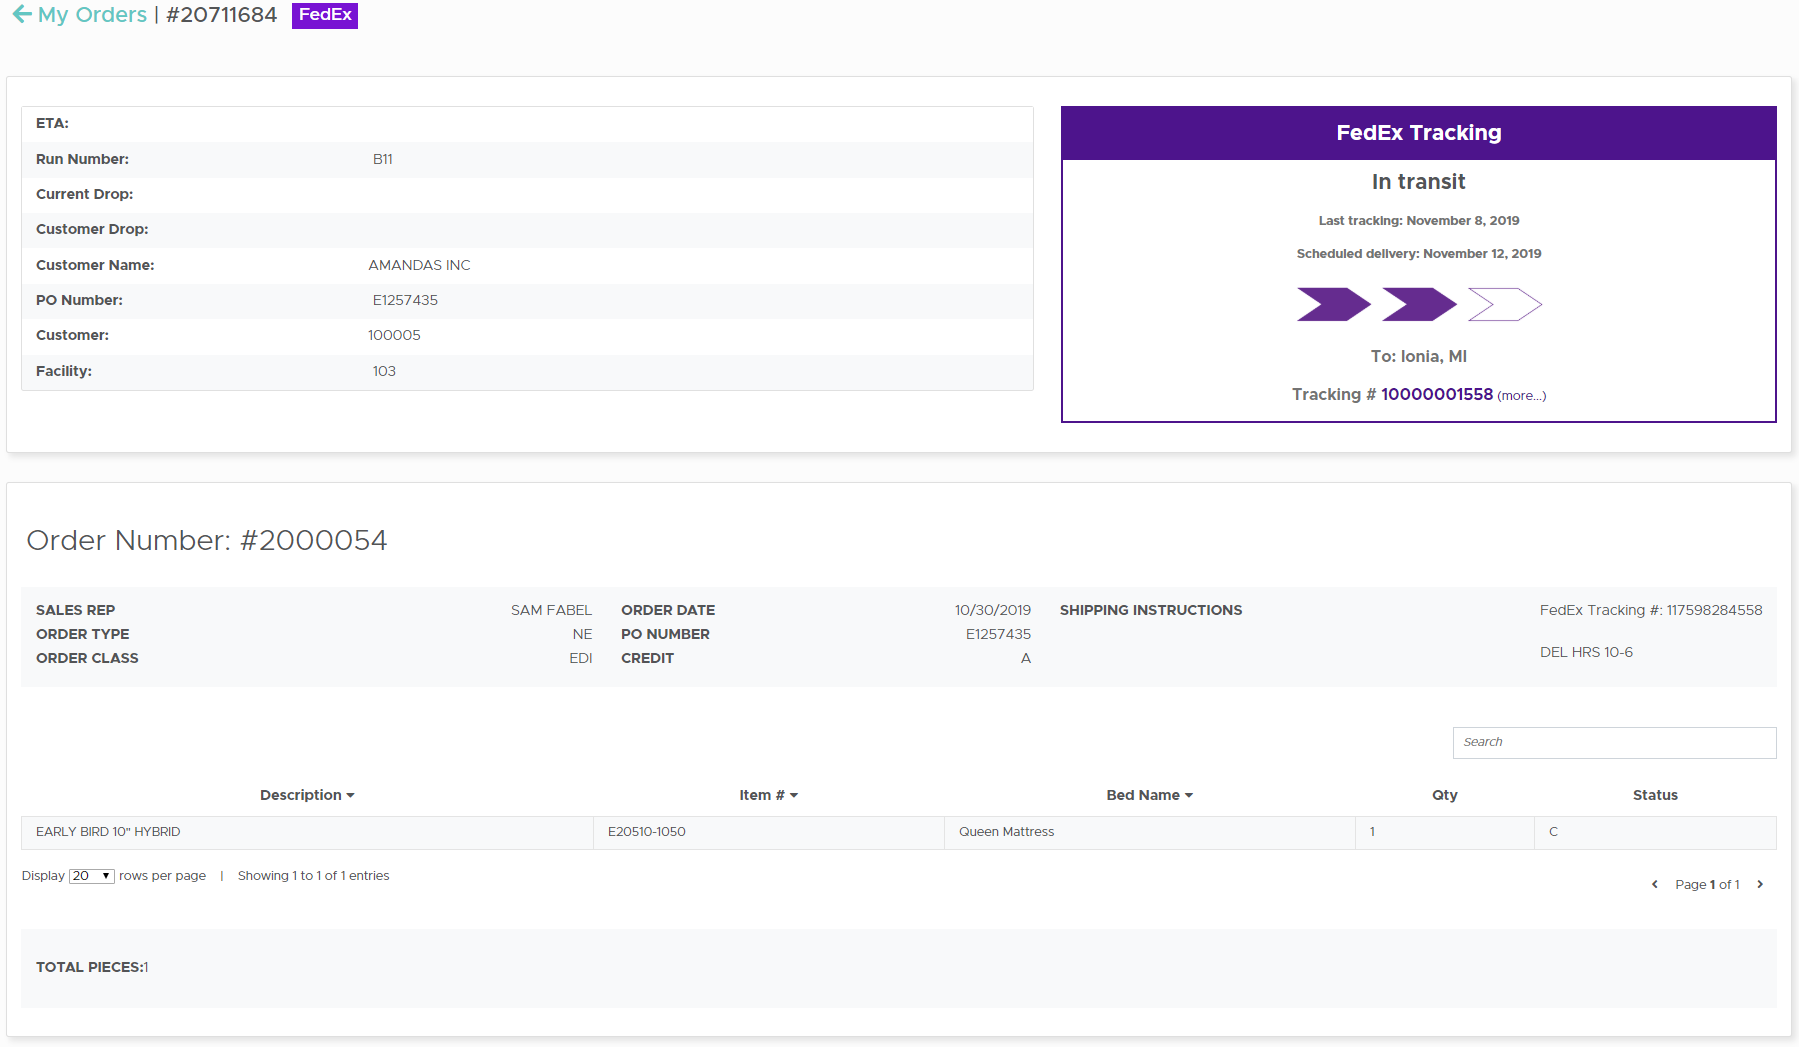 My Orders | #20711684 FedEx
ETA:
Run Number: B11
Current Drop:
Customer Drop:
Customer Name: AMANDAS INC
PO Number: E1257435
Customer: 100005
Facility: 103
FedEx Tracking
In transit
Last tracking: November 8, 2019
Scheduled delivery: November 12, 2019
To: Ionia, MI
Tracking # 10000001558 (more...)
Order Number: #2000054
SALES REP SAM FABEL ORDER DATE 10/30/2019 SHIPPING INSTRUCTIONS FedEx Tracking #: 117598284558
ORDER TYPE NE PO NUMBER E1257435
DEL HRS 10-6
ORDER CLASS EDI CREDIT A
Search
Description Item # Bed Name Qty Status
EARLY BIRD 10" HYBRID E20510-1050 Queen Mattress 1 C
Display 20 rows per page | Showing 1 to 1 of 1 entries
Page 1 of 1
TOTAL PIECES:1